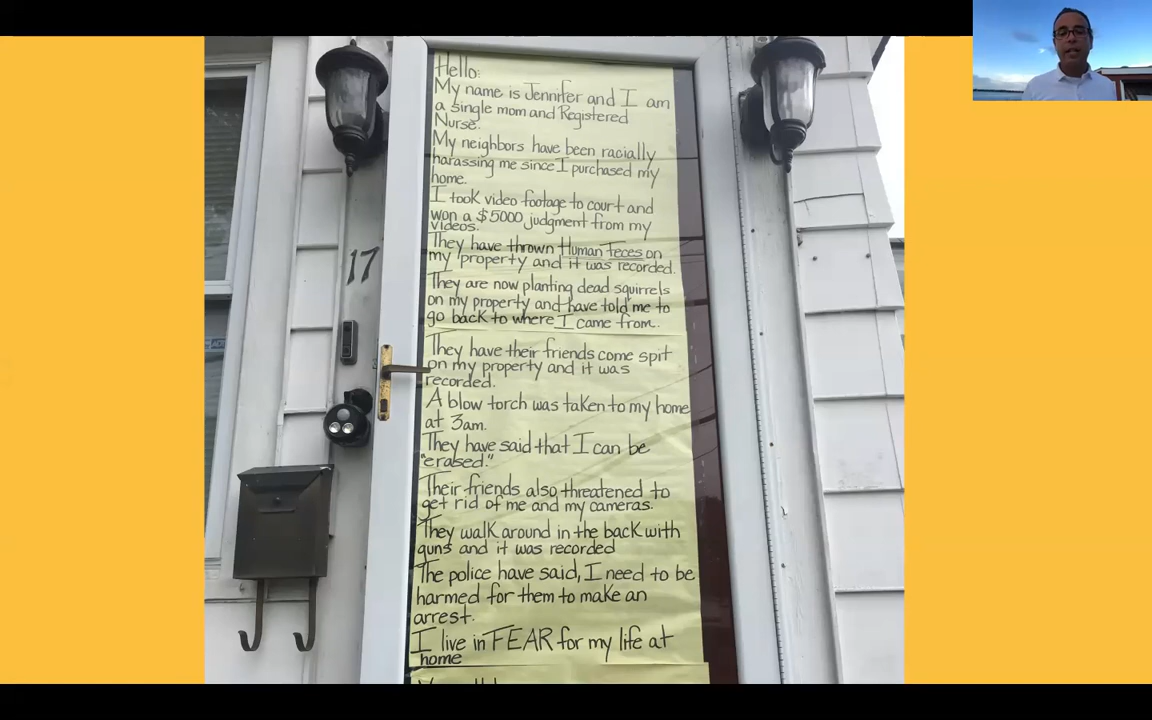 Hello:
My name is Jennifer and I am
a single mom and Registered
Nurse.
My neighbors have been racially
harassing me since I purchased my
home.
I took video footage to court and
won a $5000 judgment from my
videos.
They have thrown Human Feces on
my property and it was recorded.
They are now planting dead squirrels
on my property and have told me to
go back to where I came from.
They have their friends come spit
on my property and it was
recorded.
A blow torch was taken to my home
at 3am.
They have said that I can be
"erased."
Their friends also threatened to
get rid of me and my cameras.
They walk around in the back with
guns and it was recorded
The police have said, I need to be
harmed for them to make an
arrest.
I live in FEAR for my life at
home
17